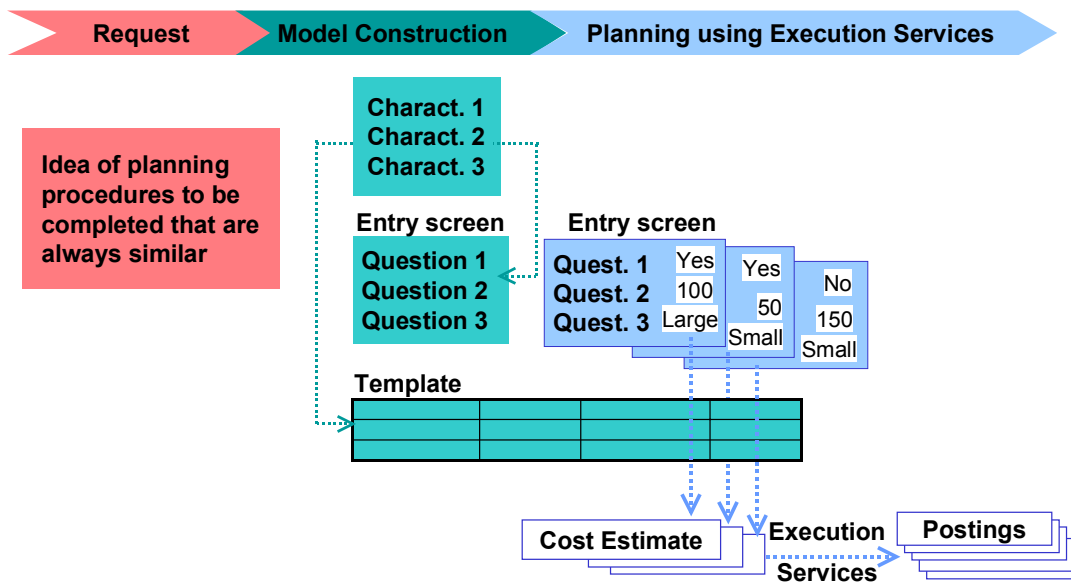 Request
Model Construction
Planning using Execution Services
Charact. 1
Charact. 2
Charact. 3
Idea of planning
procedures to be
completed that are
always similar
Entry screen
Question 1
Question 2
Question 3
Entry screen
Quest. 1 Yes
Quest. 2 100
Quest. 3 Large
Yes
50
Small
No
150
Small
Template
Cost Estimate
Execution
Services
Postings